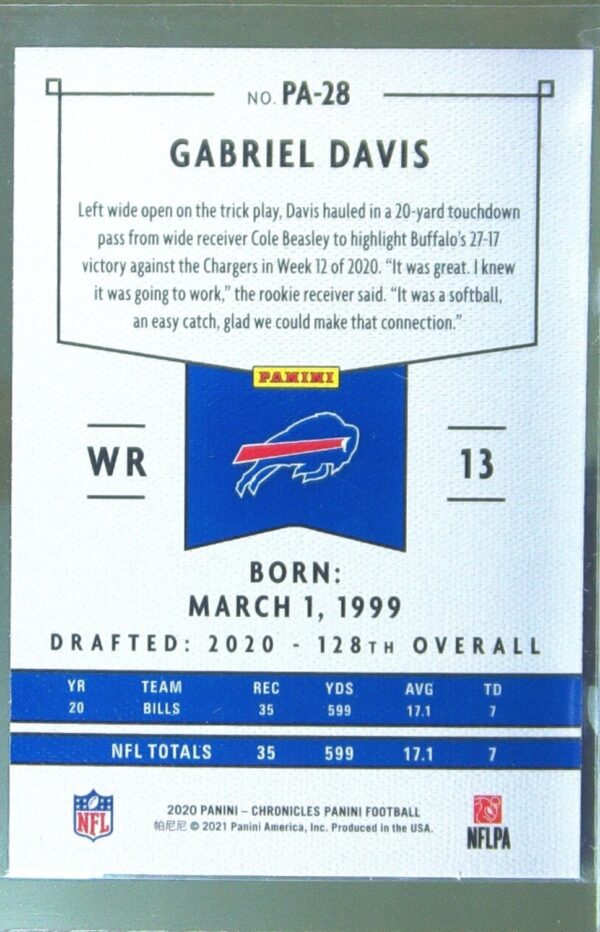 NO. PA-28
GABRIEL DAVIS
Left wide open on the trick play, Davis hauled in a 20-yard touchdown
pass from wide receiver Cole Beasley to highlight Buffalo's 27-17
victory against the Chargers in Week 12 of 2020. "It was great. I knew
it was going to work," the rookie receiver said. "It was a softball,
an easy catch, glad we could make that connection."
PANINI
WR
13
BORN:
MARCH 1, 1999
DRAFTED: 2020 - 128TH OVERALL
YR TEAM REC YDS AVG TD
20 BILLS 35 599 17.1 7
NFL TOTALS 35 599 17.1 7
NFL
2020 PANINI – CHRONICLES PANINI FOOTBALL
帕尼尼 © 2021 Panini America, Inc. Produced in the USA.
NFLPA